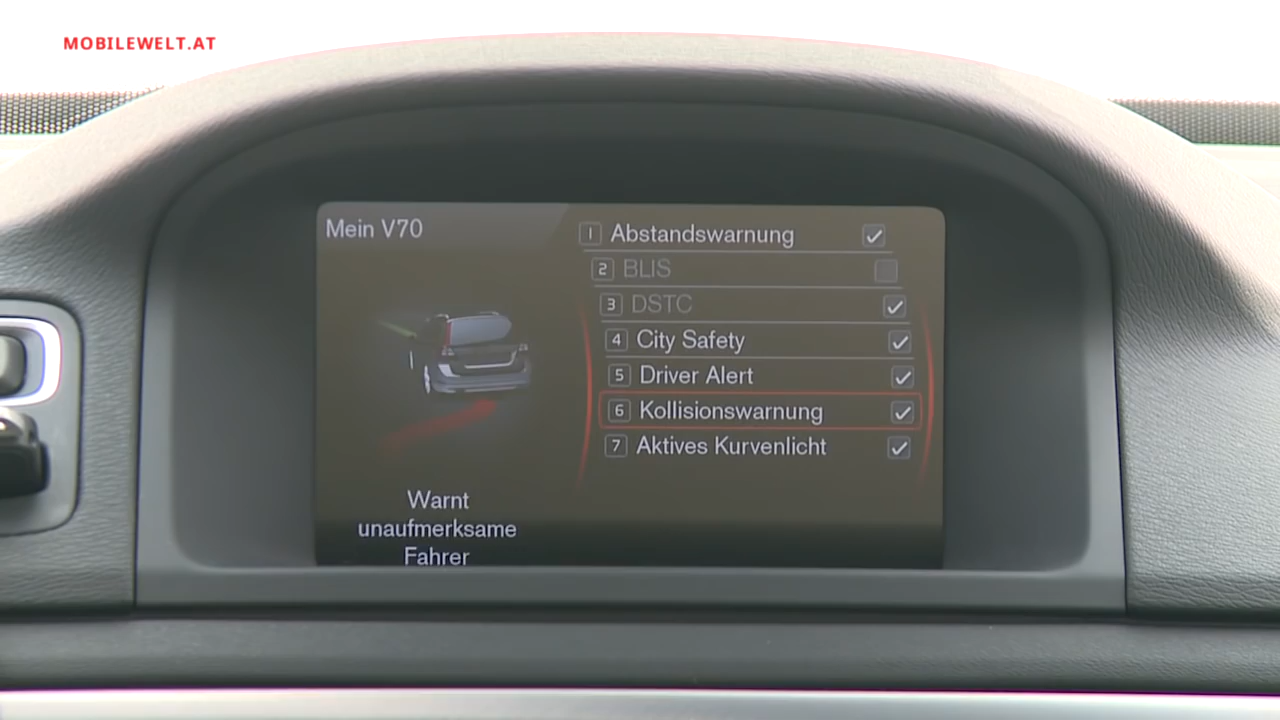 MOBILEWELT.AT
Mein V70
1 Abstandswarnung
2 BLIS
3 DSTC
4 City Safety
5 Driver Alert
6 Kollisionswarnung
7 Aktives Kurvenlicht
Warnt
unaufmerksame
Fahrer